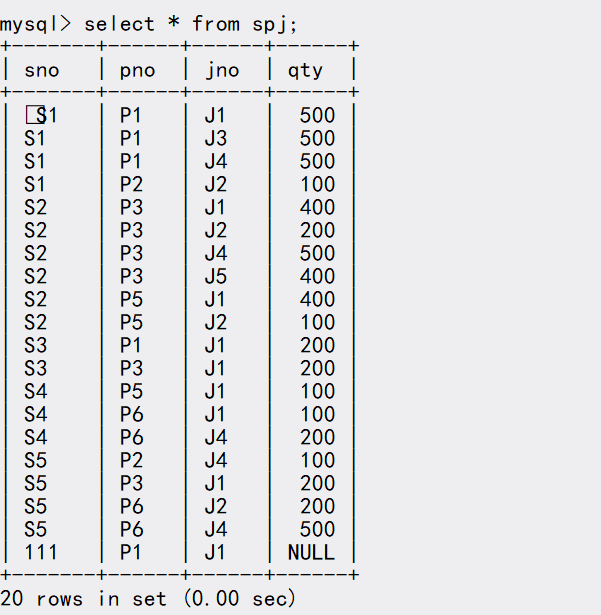 mysql> select * from spj;
+-------+------+------+------+
| sno   | pno  | jno  | qty  |
+-------+------+------+------+
| □S1   | P1   | J1   |  500 |
| S1    | P1   | J3   |  500 |
| S1    | P1   | J4   |  500 |
| S1    | P2   | J2   |  100 |
| S2    | P3   | J1   |  400 |
| S2    | P3   | J2   |  200 |
| S2    | P3   | J4   |  500 |
| S2    | P3   | J5   |  400 |
| S2    | P5   | J1   |  400 |
| S2    | P5   | J2   |  100 |
| S3    | P1   | J1   |  200 |
| S3    | P3   | J1   |  200 |
| S4    | P5   | J1   |  100 |
| S4    | P6   | J1   |  100 |
| S4    | P6   | J4   |  200 |
| S5    | P2   | J4   |  100 |
| S5    | P3   | J1   |  200 |
| S5    | P6   | J2   |  200 |
| S5    | P6   | J4   |  500 |
| 111   | P1   | J1   | NULL |
+-------+------+------+------+
20 rows in set (0.00 sec)